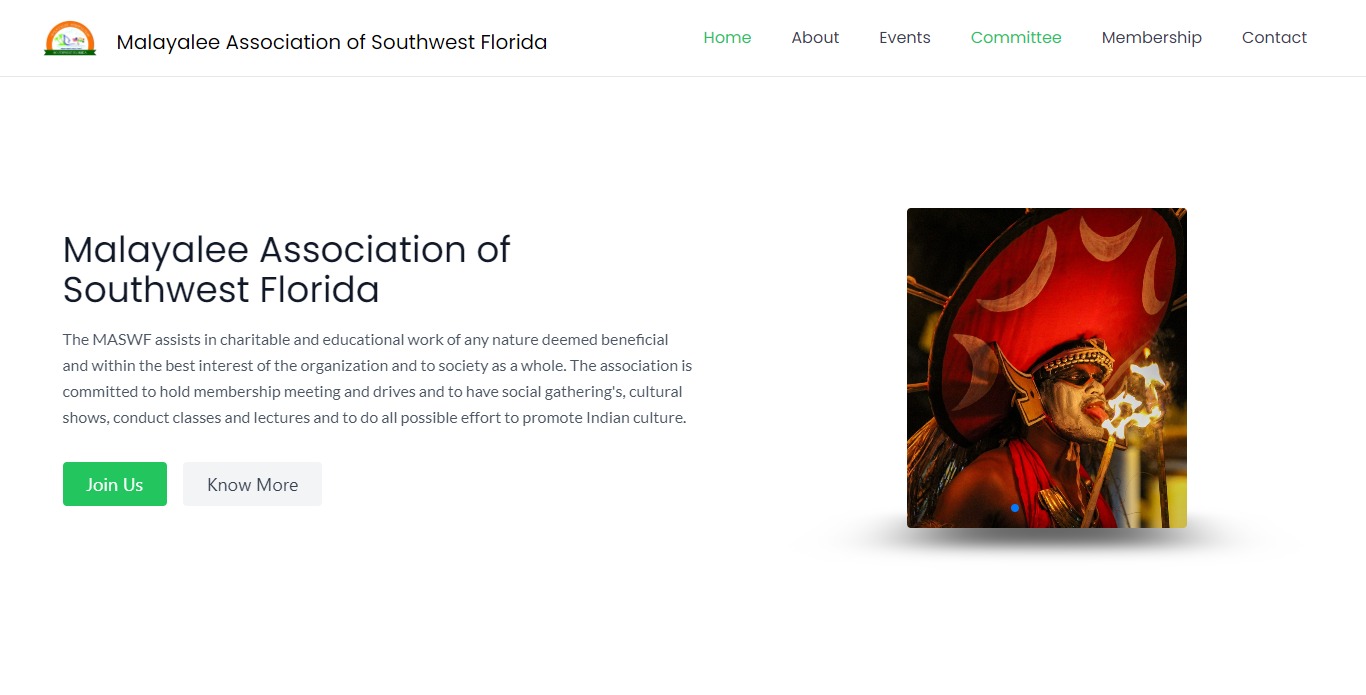 Malayalee Association of Southwest Florida
Home About Events Committee Membership Contact
Malayalee Association of
Southwest Florida
The MASWF assists in charitable and educational work of any nature deemed beneficial
and within the best interest of the organization and to society as a whole. The association is
committed to hold membership meeting and drives and to have social gathering's, cultural
shows, conduct classes and lectures and to do all possible effort to promote Indian culture.
Join Us
Know More